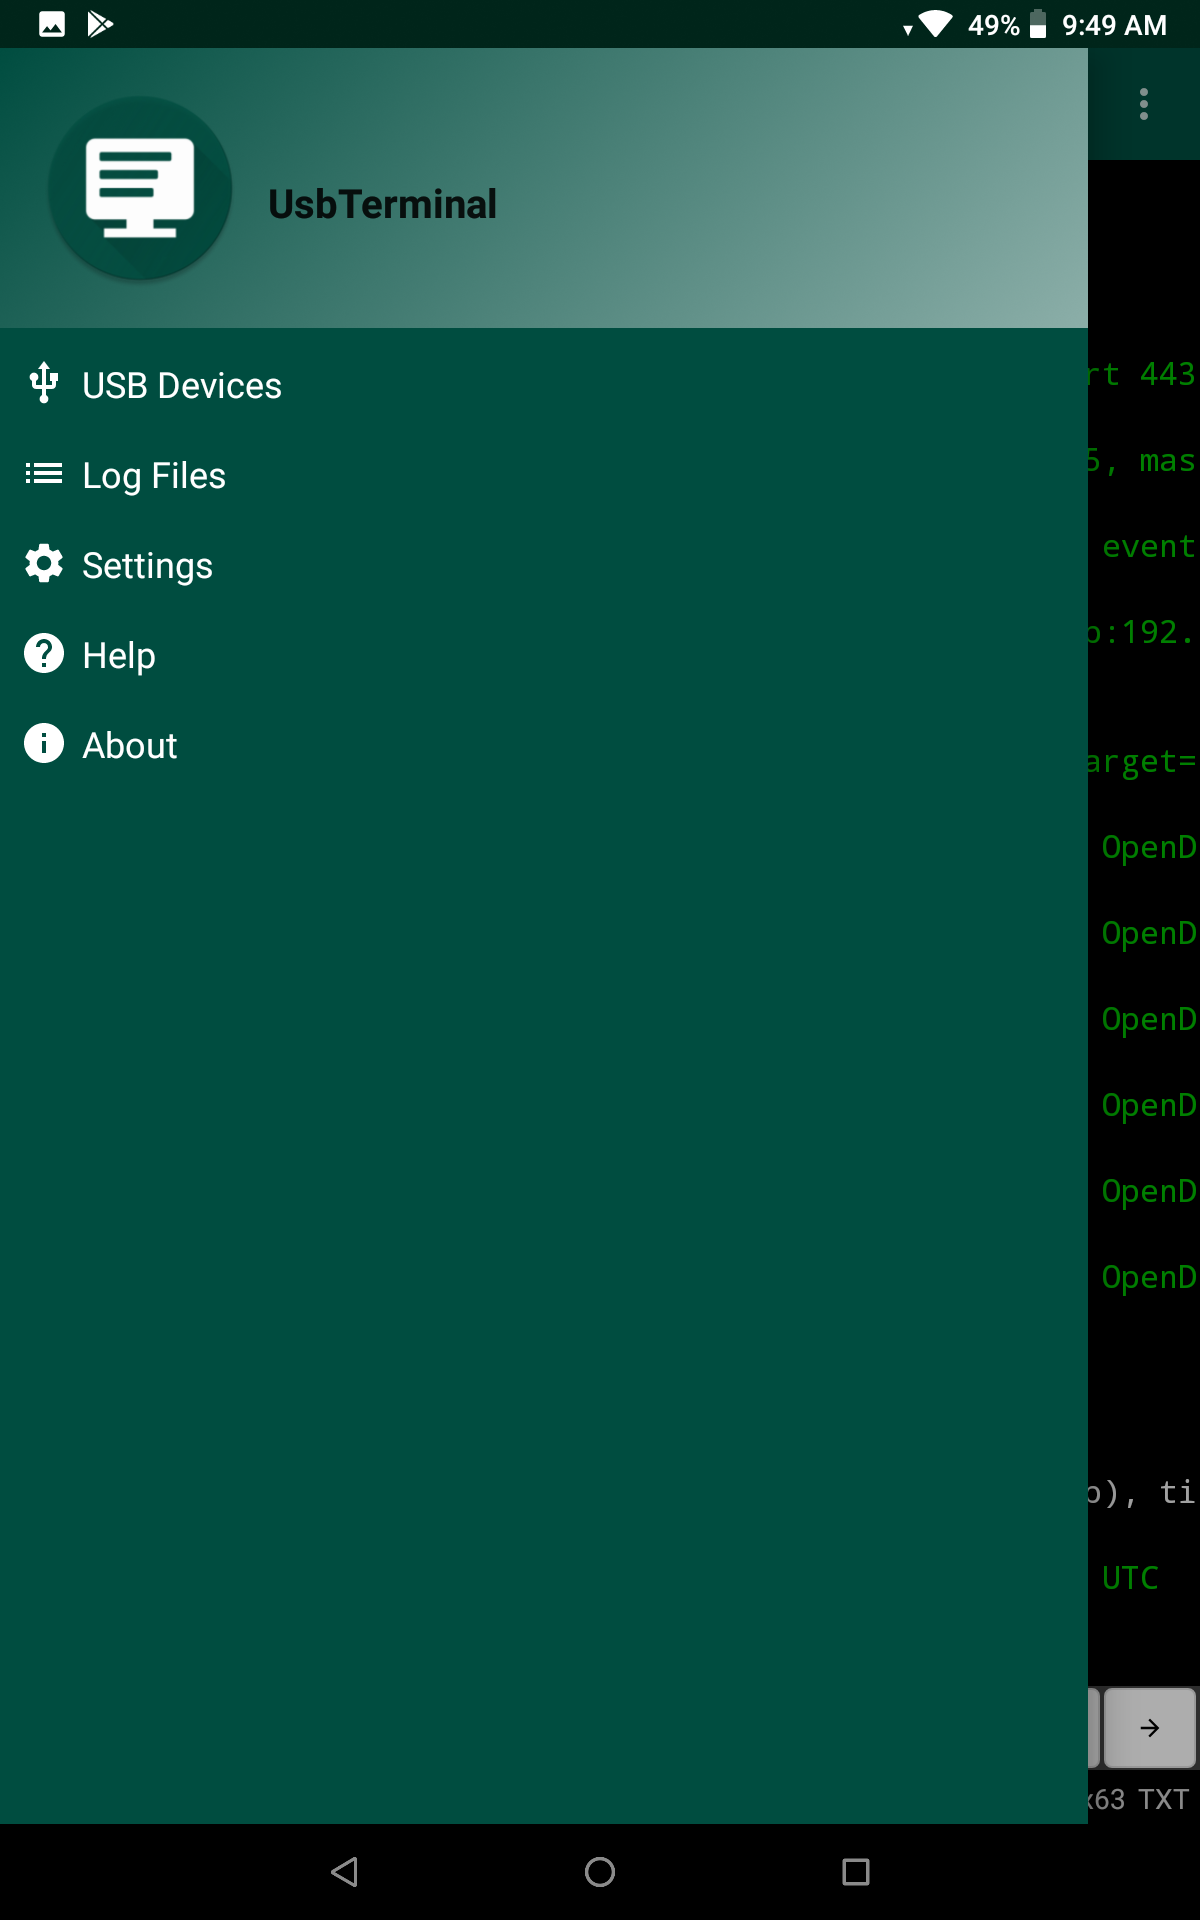 49% 9:49 AM
UsbTerminal
USB Devices
Log Files
Settings
Help
About
rt 443
5, mas
event
p:192.
arget=
OpenD
OpenD
OpenD
OpenD
OpenD
OpenD
), ti
UTC
x63 TXT